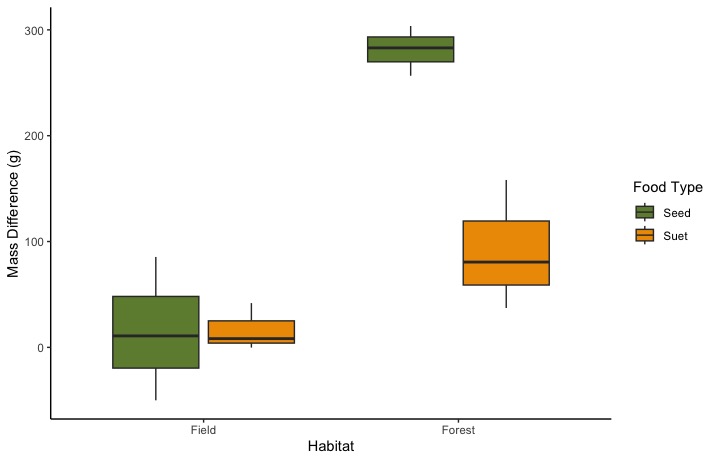 300
200
100
0
Mass Difference (g)
Field
Forest
Habitat
Food Type
Seed
Suet